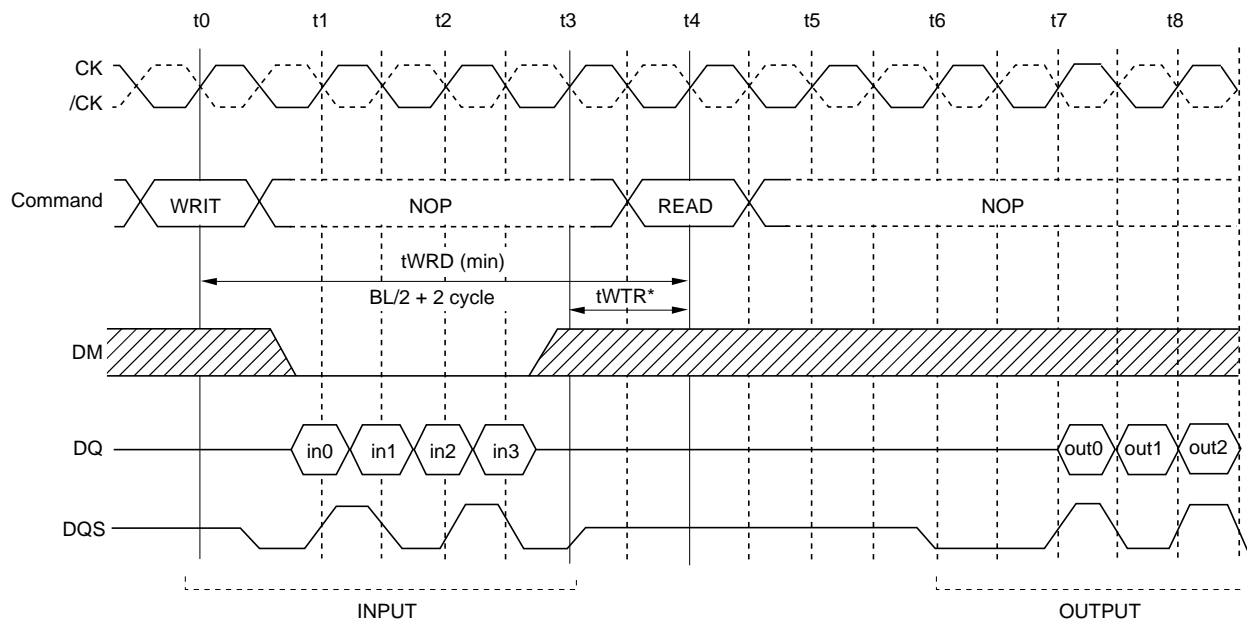 t0 t1 t2 t3 t4 t5 t6 t7 t8
CK
/CK
Command WRIT NOP READ NOP
tWRD (min)
BL/2 + 2 cycle tWTR*
DM
DQ in0 in1 in2 in3 out0 out1 out2
DQS
INPUT OUTPUT